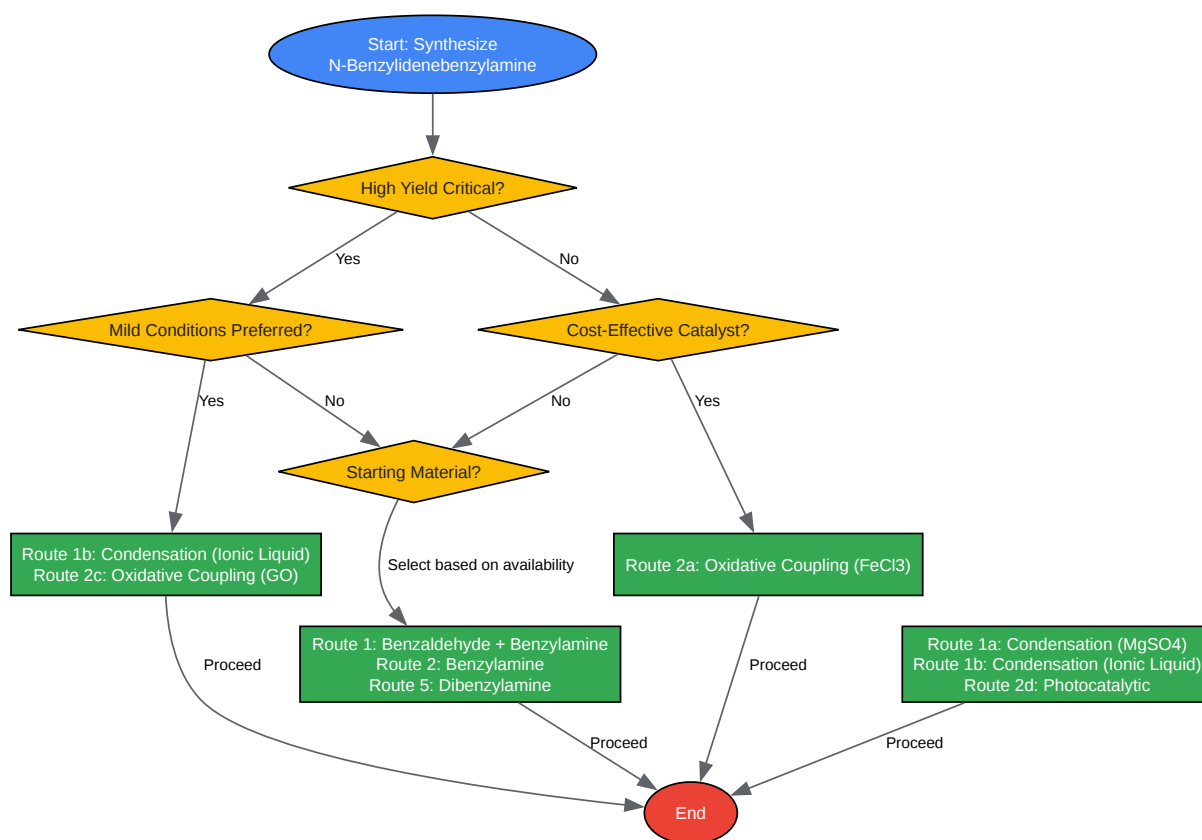 Start: Synthesize
N-Benzylidenebenzylamine
High Yield Critical?
Yes
No
Mild Conditions Preferred?
Cost-Effective Catalyst?
Yes
No
No
Yes
Starting Material?
Route 1b: Condensation (Ionic Liquid)
Route 2c: Oxidative Coupling (GO)
Select based on availability
Route 2a: Oxidative Coupling (FeCl3)
Route 1: Benzaldehyde + Benzylamine
Route 2: Benzylamine
Route 5: Dibenzylamine
Route 1a: Condensation (MgSO4)
Route 1b: Condensation (Ionic Liquid)
Route 2d: Photocatalytic
Proceed
Proceed
Proceed
Proceed
End